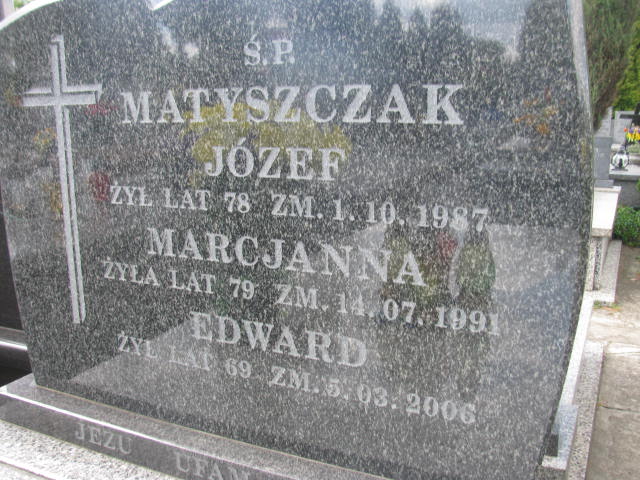 Ś.P.
MATYSZCZAK
JÓZEF
ŻYŁ LAT 78 ZM. 1.10.1987
MARCJANNA
ŻYŁA LAT 79 ZM. 14.07.1991
EDWARD
ŻYŁ LAT 69 ZM. 5.03.2006
JEZU UFAM